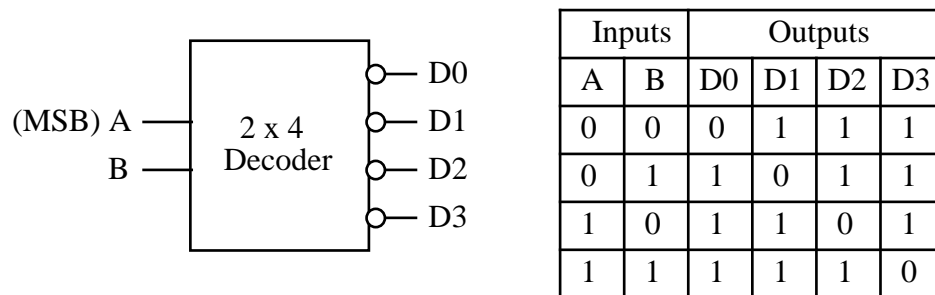 D0
(MSB) A
D1
2 x 4
Decoder
B
D2
D3
Inputs Outputs
A B D0 D1 D2 D3
0 0 0 1 1 1
0 1 1 0 1 1
1 0 1 1 0 1
1 1 1 1 1 0